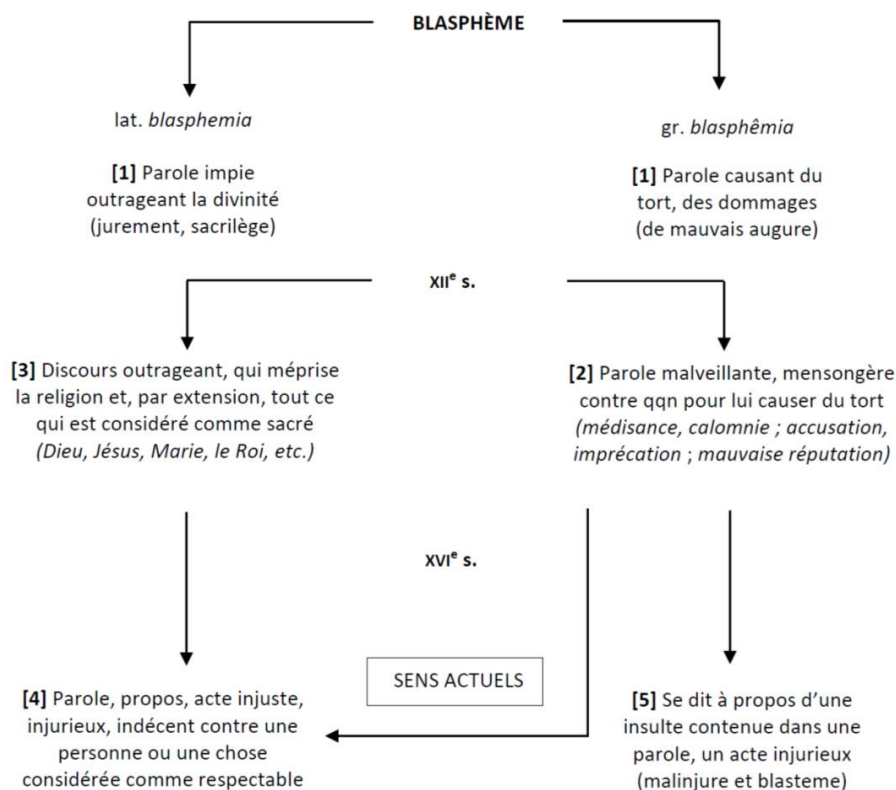 BLASPHÈME
lat. blasphemia
gr. blasphêmia
[1] Parole impie
outrageant la divinité
(jurement, sacrilège)
[1] Parole causant du
tort, des dommages
(de mauvais augure)
XIIe s.
[3] Discours outrageant, qui méprise
la religion et, par extension, tout ce
qui est considéré comme sacré
(Dieu, Jésus, Marie, le Roi, etc.)
[2] Parole malveillante, mensongère
contre qqn pour lui causer du tort
(médisance, calomnie ; accusation,
imprécation ; mauvaise réputation)
XVIe s.
SENS ACTUELS
[4] Parole, propos, acte injuste,
injurieux, indécent contre une
personne ou une chose
considérée comme respectable
[5] Se dit à propos d’une
insulte contenue dans une
parole, un acte injurieux
(malinjure et blasteme)